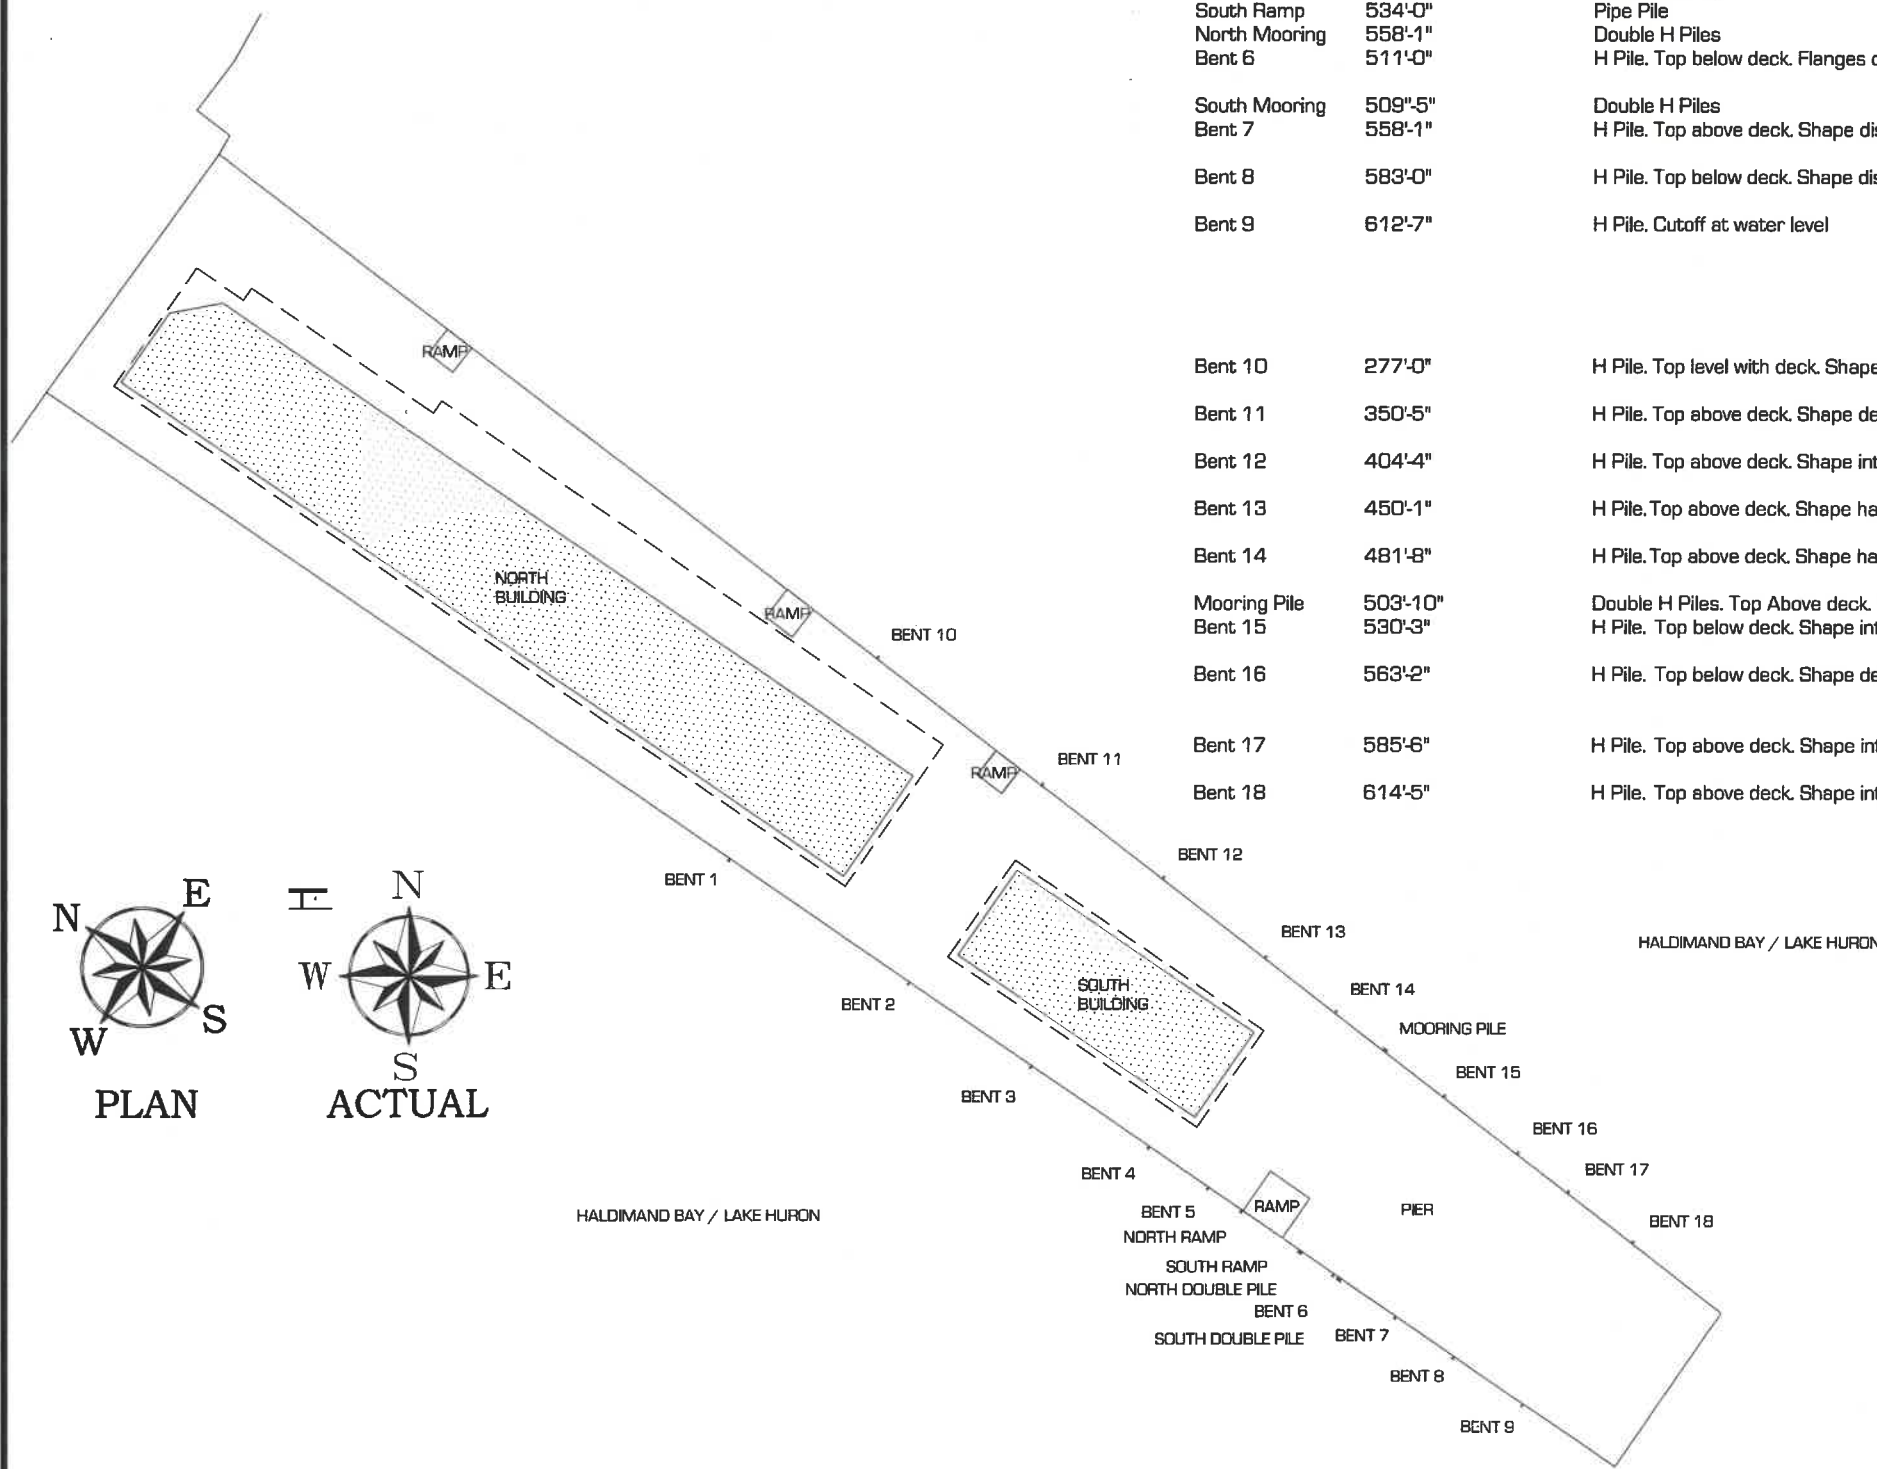 South Ramp 534'-0" Pipe Pile
North Mooring 558'-1" Double H Piles
Bent 6 511'-0" H Pile. Top below deck. Flanges
South Mooring 509"-5" Double H Piles
Bent 7 558'-1" H Pile. Top above deck. Shape
Bent 8 583'-0" H Pile. Top below deck. Shape
Bent 9 612'-7" H Pile. Cutoff at water level
Bent 10 277'-0" H Pile. Top level with deck. Shape
Bent 11 350'-5" H Pile. Top above deck. Shape
Bent 12 404'-4" H Pile. Top above deck. Shape
Bent 13 450'-1" H Pile. Top above deck. Shape
Bent 14 481'-8" H Pile. Top above deck. Shape
Mooring Pile 503'-10" Double H Piles. Top Above deck.
Bent 15 530'-3" H Pile. Top below deck. Shape
Bent 16 563'-2" H Pile. Top below deck. Shape
Bent 17 585'-6" H Pile. Top above deck. Shape
Bent 18 614'-5" H Pile. Top above deck. Shape
RAMP
NORTH
BUILDING
RAMP
BENT 10
RAMP
BENT 11
BENT 12
BENT 13
BENT 14
MOORING PILE
BENT 15
BENT 16
BENT 17
BENT 18
HALDIMAND BAY / LAKE HURON
SOUTH
BUILDING
PIER
RAMP
BENT 1
BENT 2
BENT 3
BENT 4
BENT 5
NORTH RAMP
SOUTH RAMP
NORTH DOUBLE PILE
BENT 6
SOUTH DOUBLE PILE
BENT 7
BENT 8
BENT 9
HALDIMAND BAY / LAKE HURON
N
E
W
S
PLAN
N
W
E
S
ACTUAL